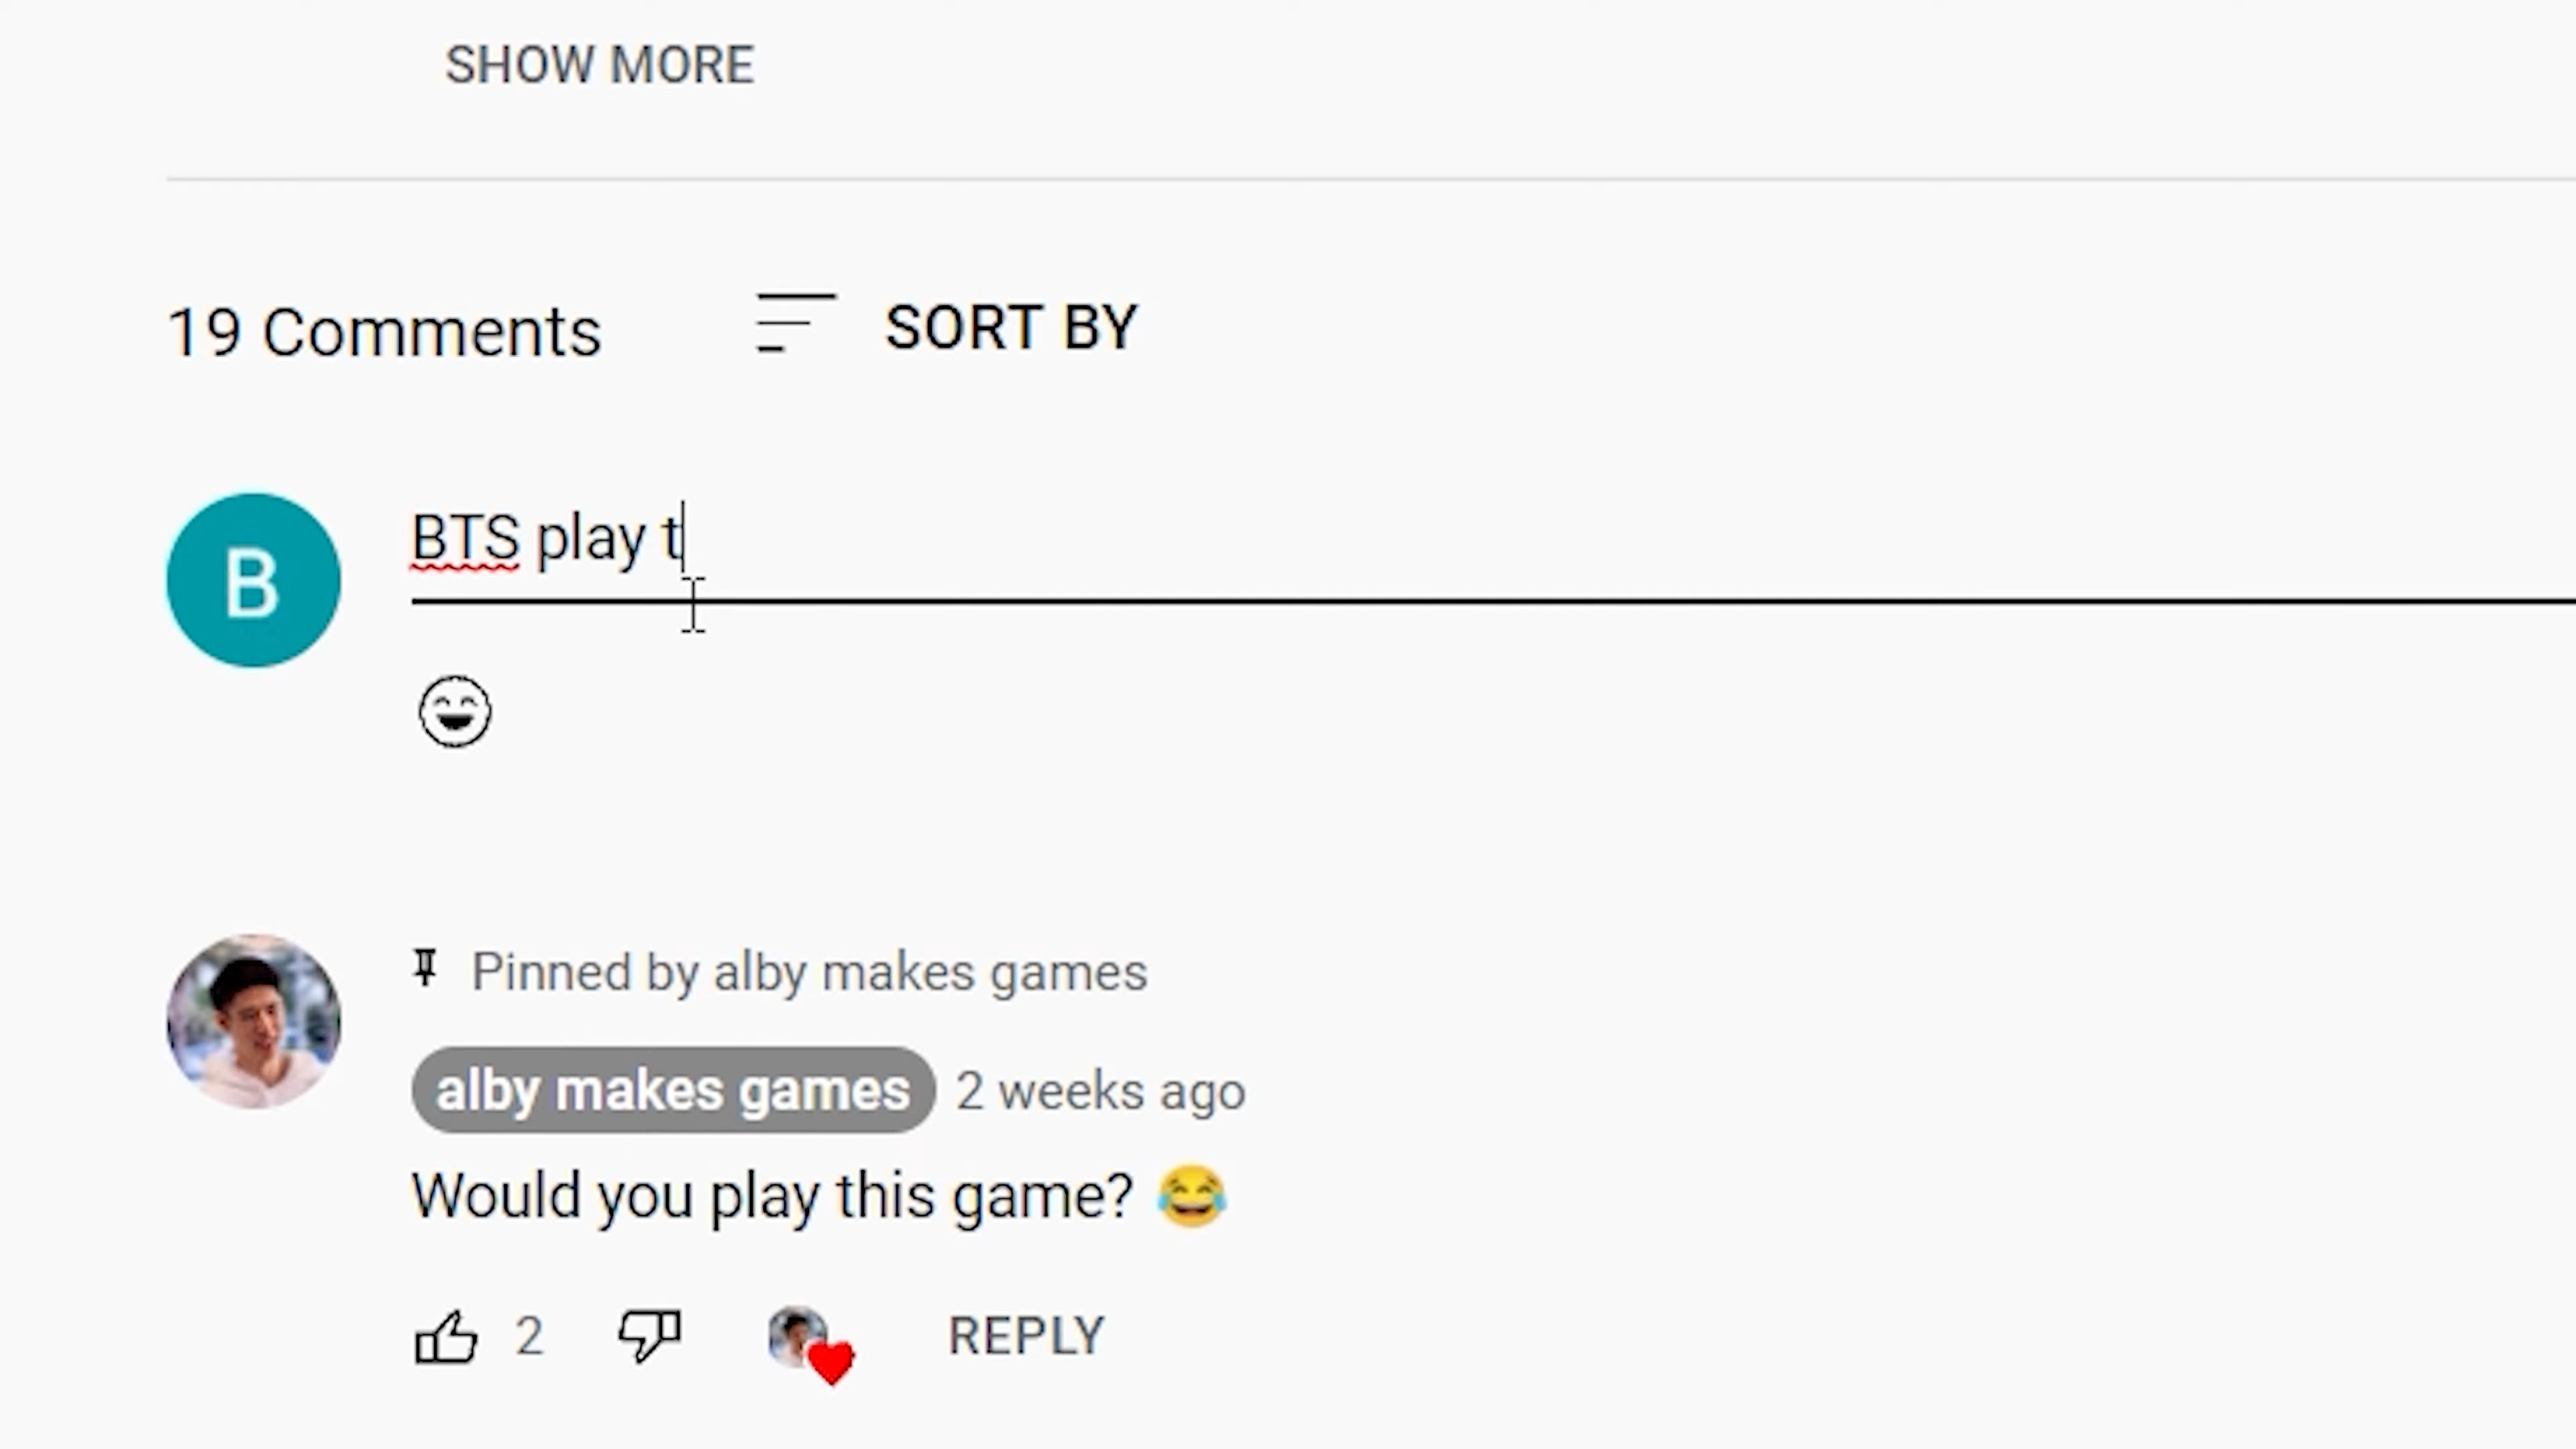 SHOW MORE
19 Comments
SORT BY
B
BTS play t
Pinned by alby makes games
alby makes games 2 weeks ago
Would you play this game? 😂
2
REPLY